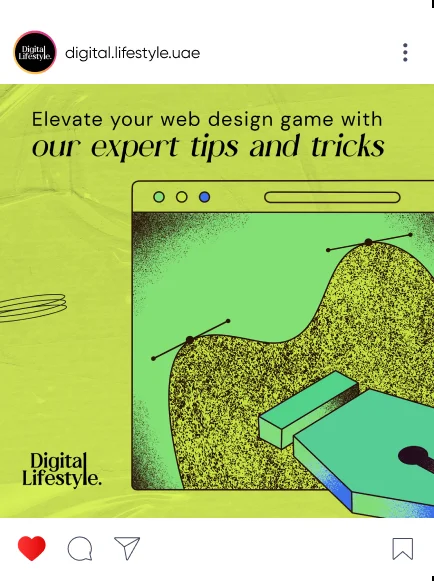 Digital
Lifestyle.
digital.lifestyle.uae
Elevate your web design game with
our expert tips and tricks
Digital
Lifestyle.